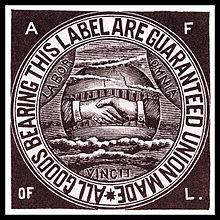 A F
ALL GOODS BEARING THIS LABEL ARE GUARANTEED UNION MADE
LABOR OMNIA
VINCIT
OF L.